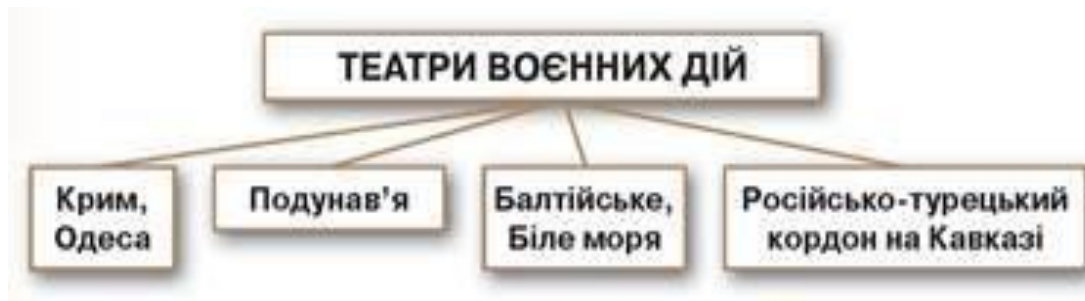 ТЕАТРИ ВОЄННИХ ДІЙ
Крим,
Одеса
Подунав’я
Балтійське,
Біле моря
Російсько-турецький
кордон на Кавказі